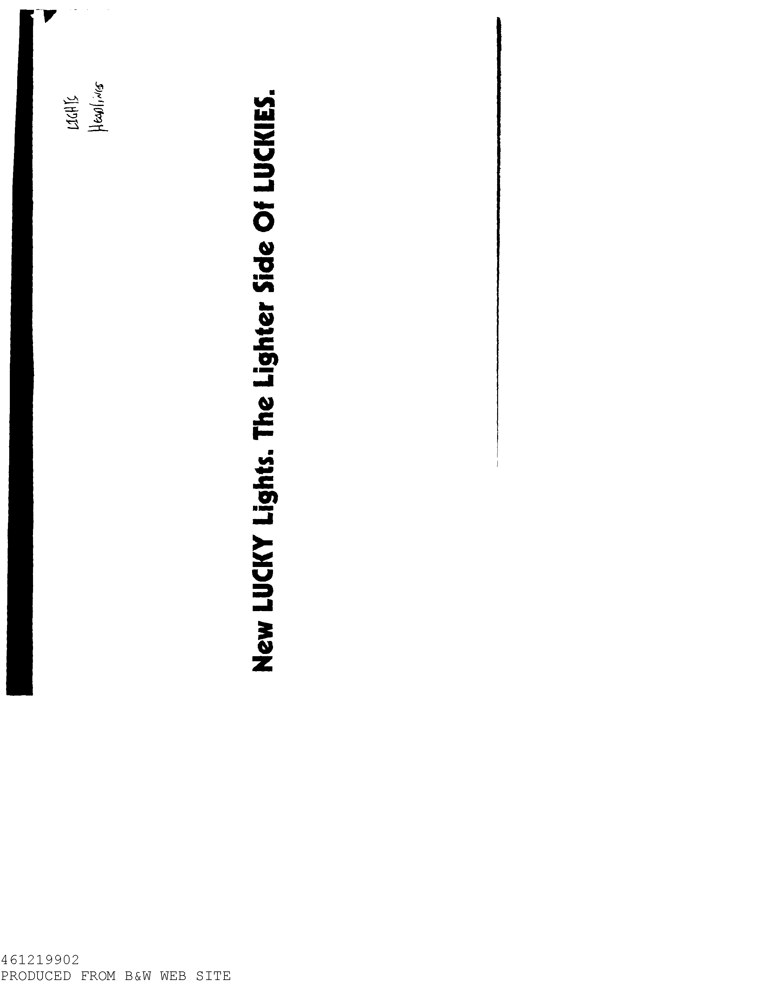 LIGHTS
Headlines
New LUCKY Lights. The Lighter Side Of LUCKIES.
461219902
PRODUCED FROM B&W WEB SITE